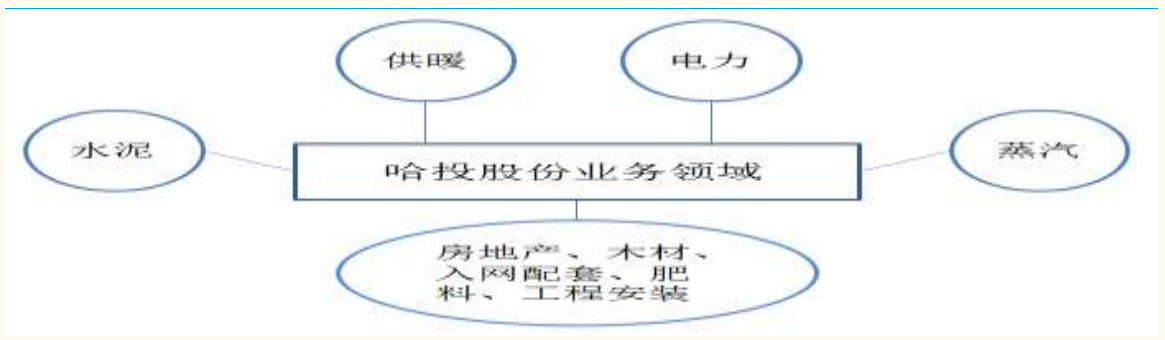 供暖
电力
水泥
蒸汽
哈投股份业务领域
房地产、木材、
入网配套、肥
料、工程安装